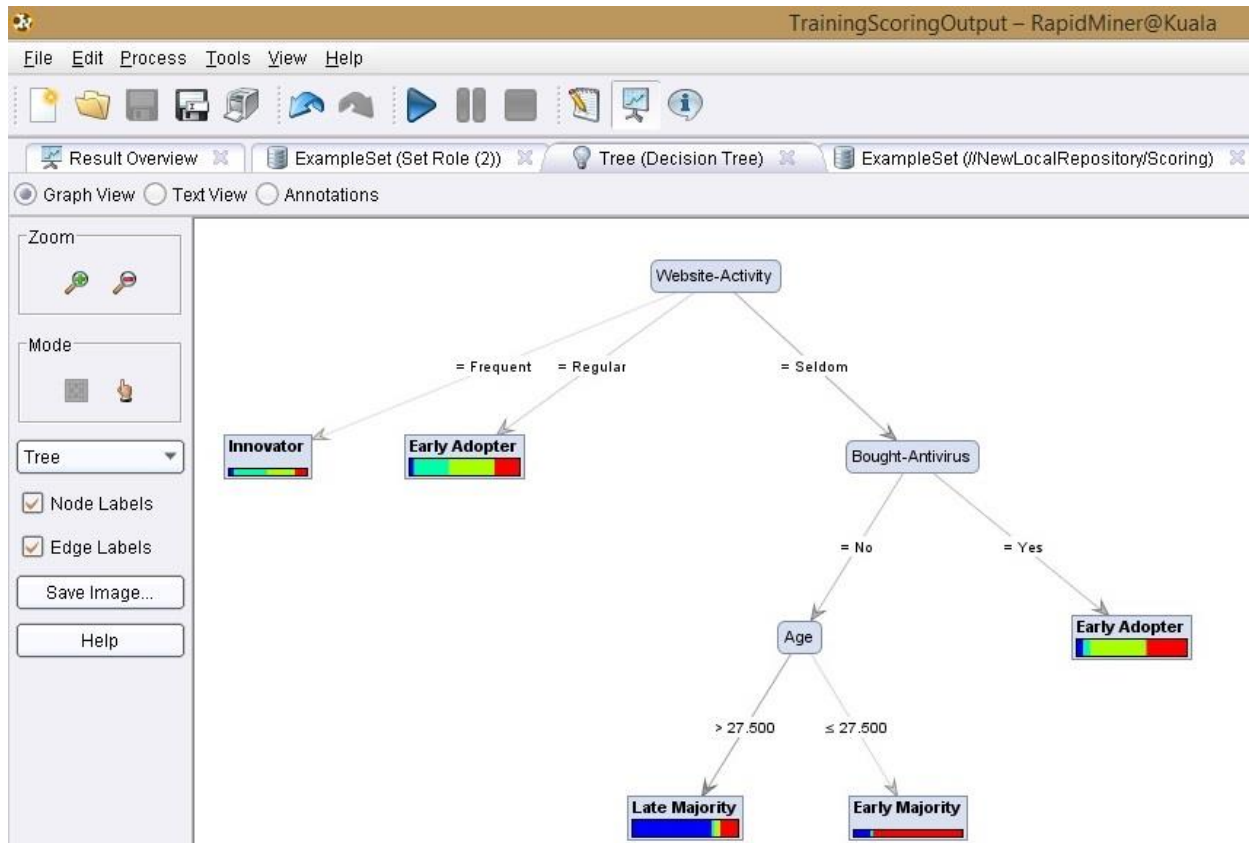 TrainingScoringOutput – RapidMiner@Kuala
File Edit Process Tools View Help
Result Overview ExampleSet (Set Role (2)) Tree (Decision Tree) ExampleSet (//NewLocalRepository/Scoring)
Graph View Text View Annotations
Zoom
Mode
Tree
Node Labels
Edge Labels
Save Image...
Help
Website-Activity
= Frequent = Regular = Seldom
Innovator Early Adopter Bought-Antivirus
= No = Yes
Age Early Adopter
> 27.500 ≤ 27.500
Late Majority Early Majority